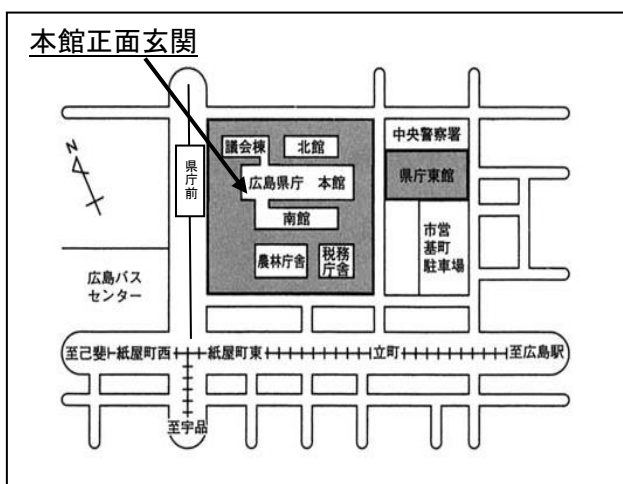 本館正面玄関
N
県庁前
議会棟
北館
広島県庁 本館
南館
農林庁舎
税務
庁舎
中央警察署
県庁東館
市営
基町
駐車場
広島バス
センター
至己斐
紙屋町西
紙屋町東
立町
至広島駅
至宇品